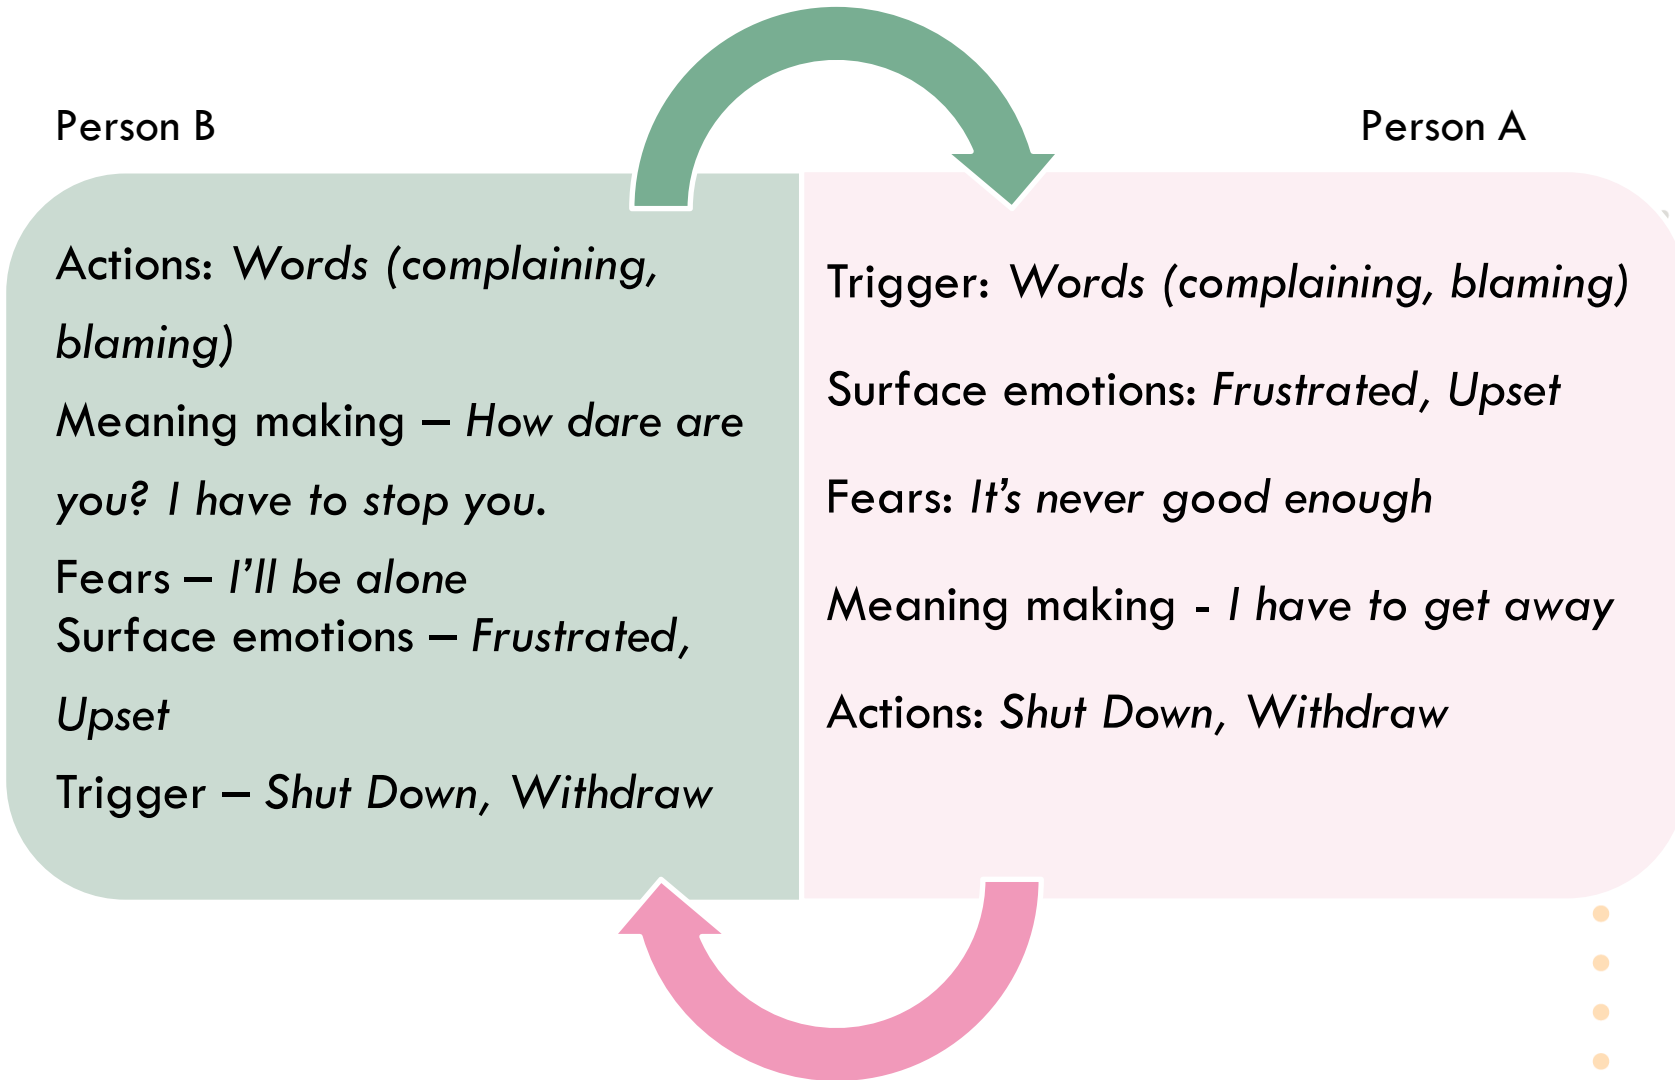 Person B
Person A
Actions: Words (complaining,
blaming)
Meaning making – How dare are
you? I have to stop you.
Fears – I’ll be alone
Surface emotions – Frustrated,
Upset
Trigger – Shut Down, Withdraw
Trigger: Words (complaining, blaming)
Surface emotions: Frustrated, Upset
Fears: It’s never good enough
Meaning making - I have to get away
Actions: Shut Down, Withdraw